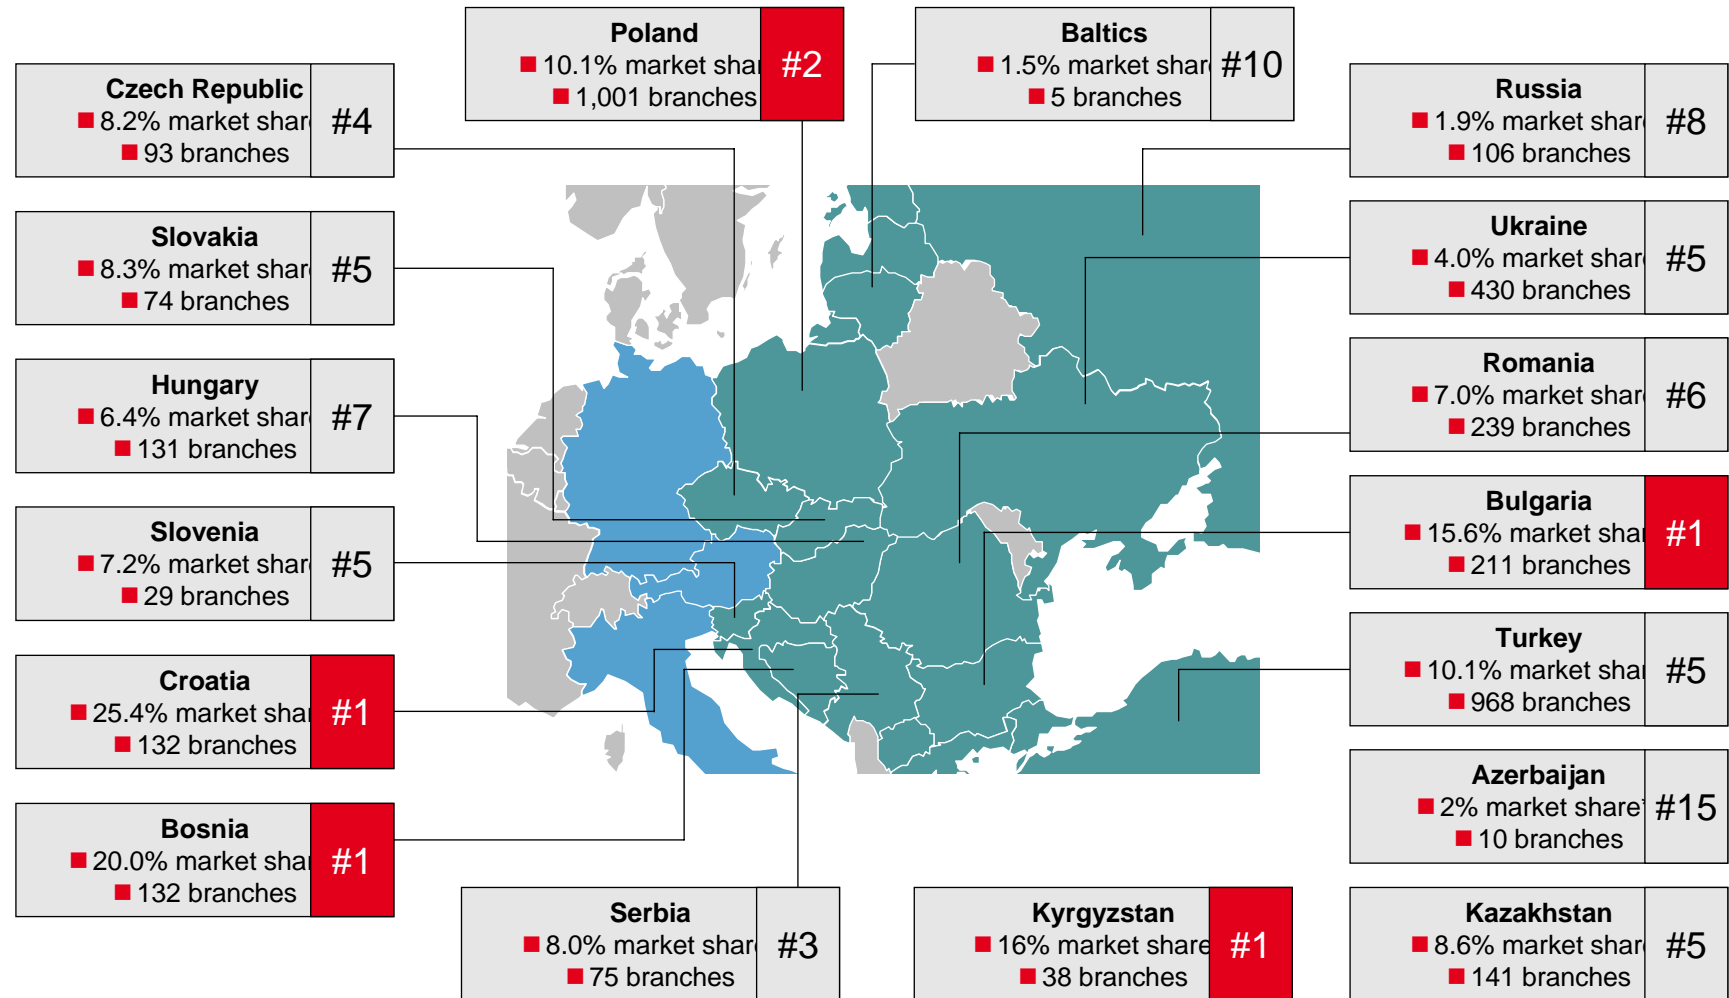 Poland
10.1% market shar
1,001 branches
#2
Baltics
1.5% market shar
5 branches
#10
Czech Republic
8.2% market shar
93 branches
#4
Russia
1.9% market shar
106 branches
#8
Slovakia
8.3% market shar
74 branches
#5
Ukraine
4.0% market shar
430 branches
#5
Hungary
6.4% market shar
131 branches
#7
Romania
7.0% market shar
239 branches
#6
Slovenia
7.2% market shar
29 branches
#5
Bulgaria
15.6% market shar
211 branches
#1
Croatia
25.4% market shar
132 branches
#1
Turkey
10.1% market shar
968 branches
#5
Bosnia
20.0% market shar
132 branches
#1
Azerbaijan
2% market share*
10 branches
#15
Serbia
8.0% market shar
75 branches
#3
Kyrgyzstan
16% market share
38 branches
#1
Kazakhstan
8.6% market shar
141 branches
#5